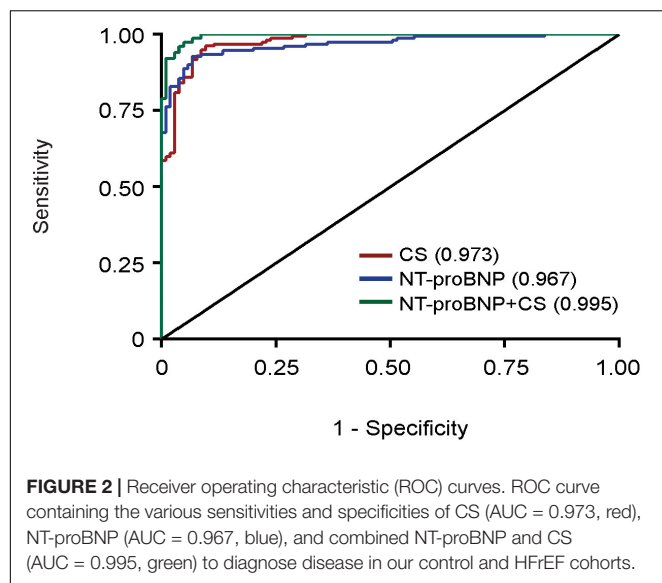 1.00
0.75
0.50
0.25
0
Sensitivity
CS (0.973)
NT-proBNP (0.967)
NT-proBNP+CS (0.995)
0 0.25 0.50 0.75 1.00
1 - Specificity
FIGURE 2 | Receiver operating characteristic (ROC) curves. ROC curve
containing the various sensitivities and specificities of CS (AUC = 0.973, red),
NT-proBNP (AUC = 0.967, blue), and combined NT-proBNP and CS
(AUC = 0.995, green) to diagnose disease in our control and HFrEF cohorts.